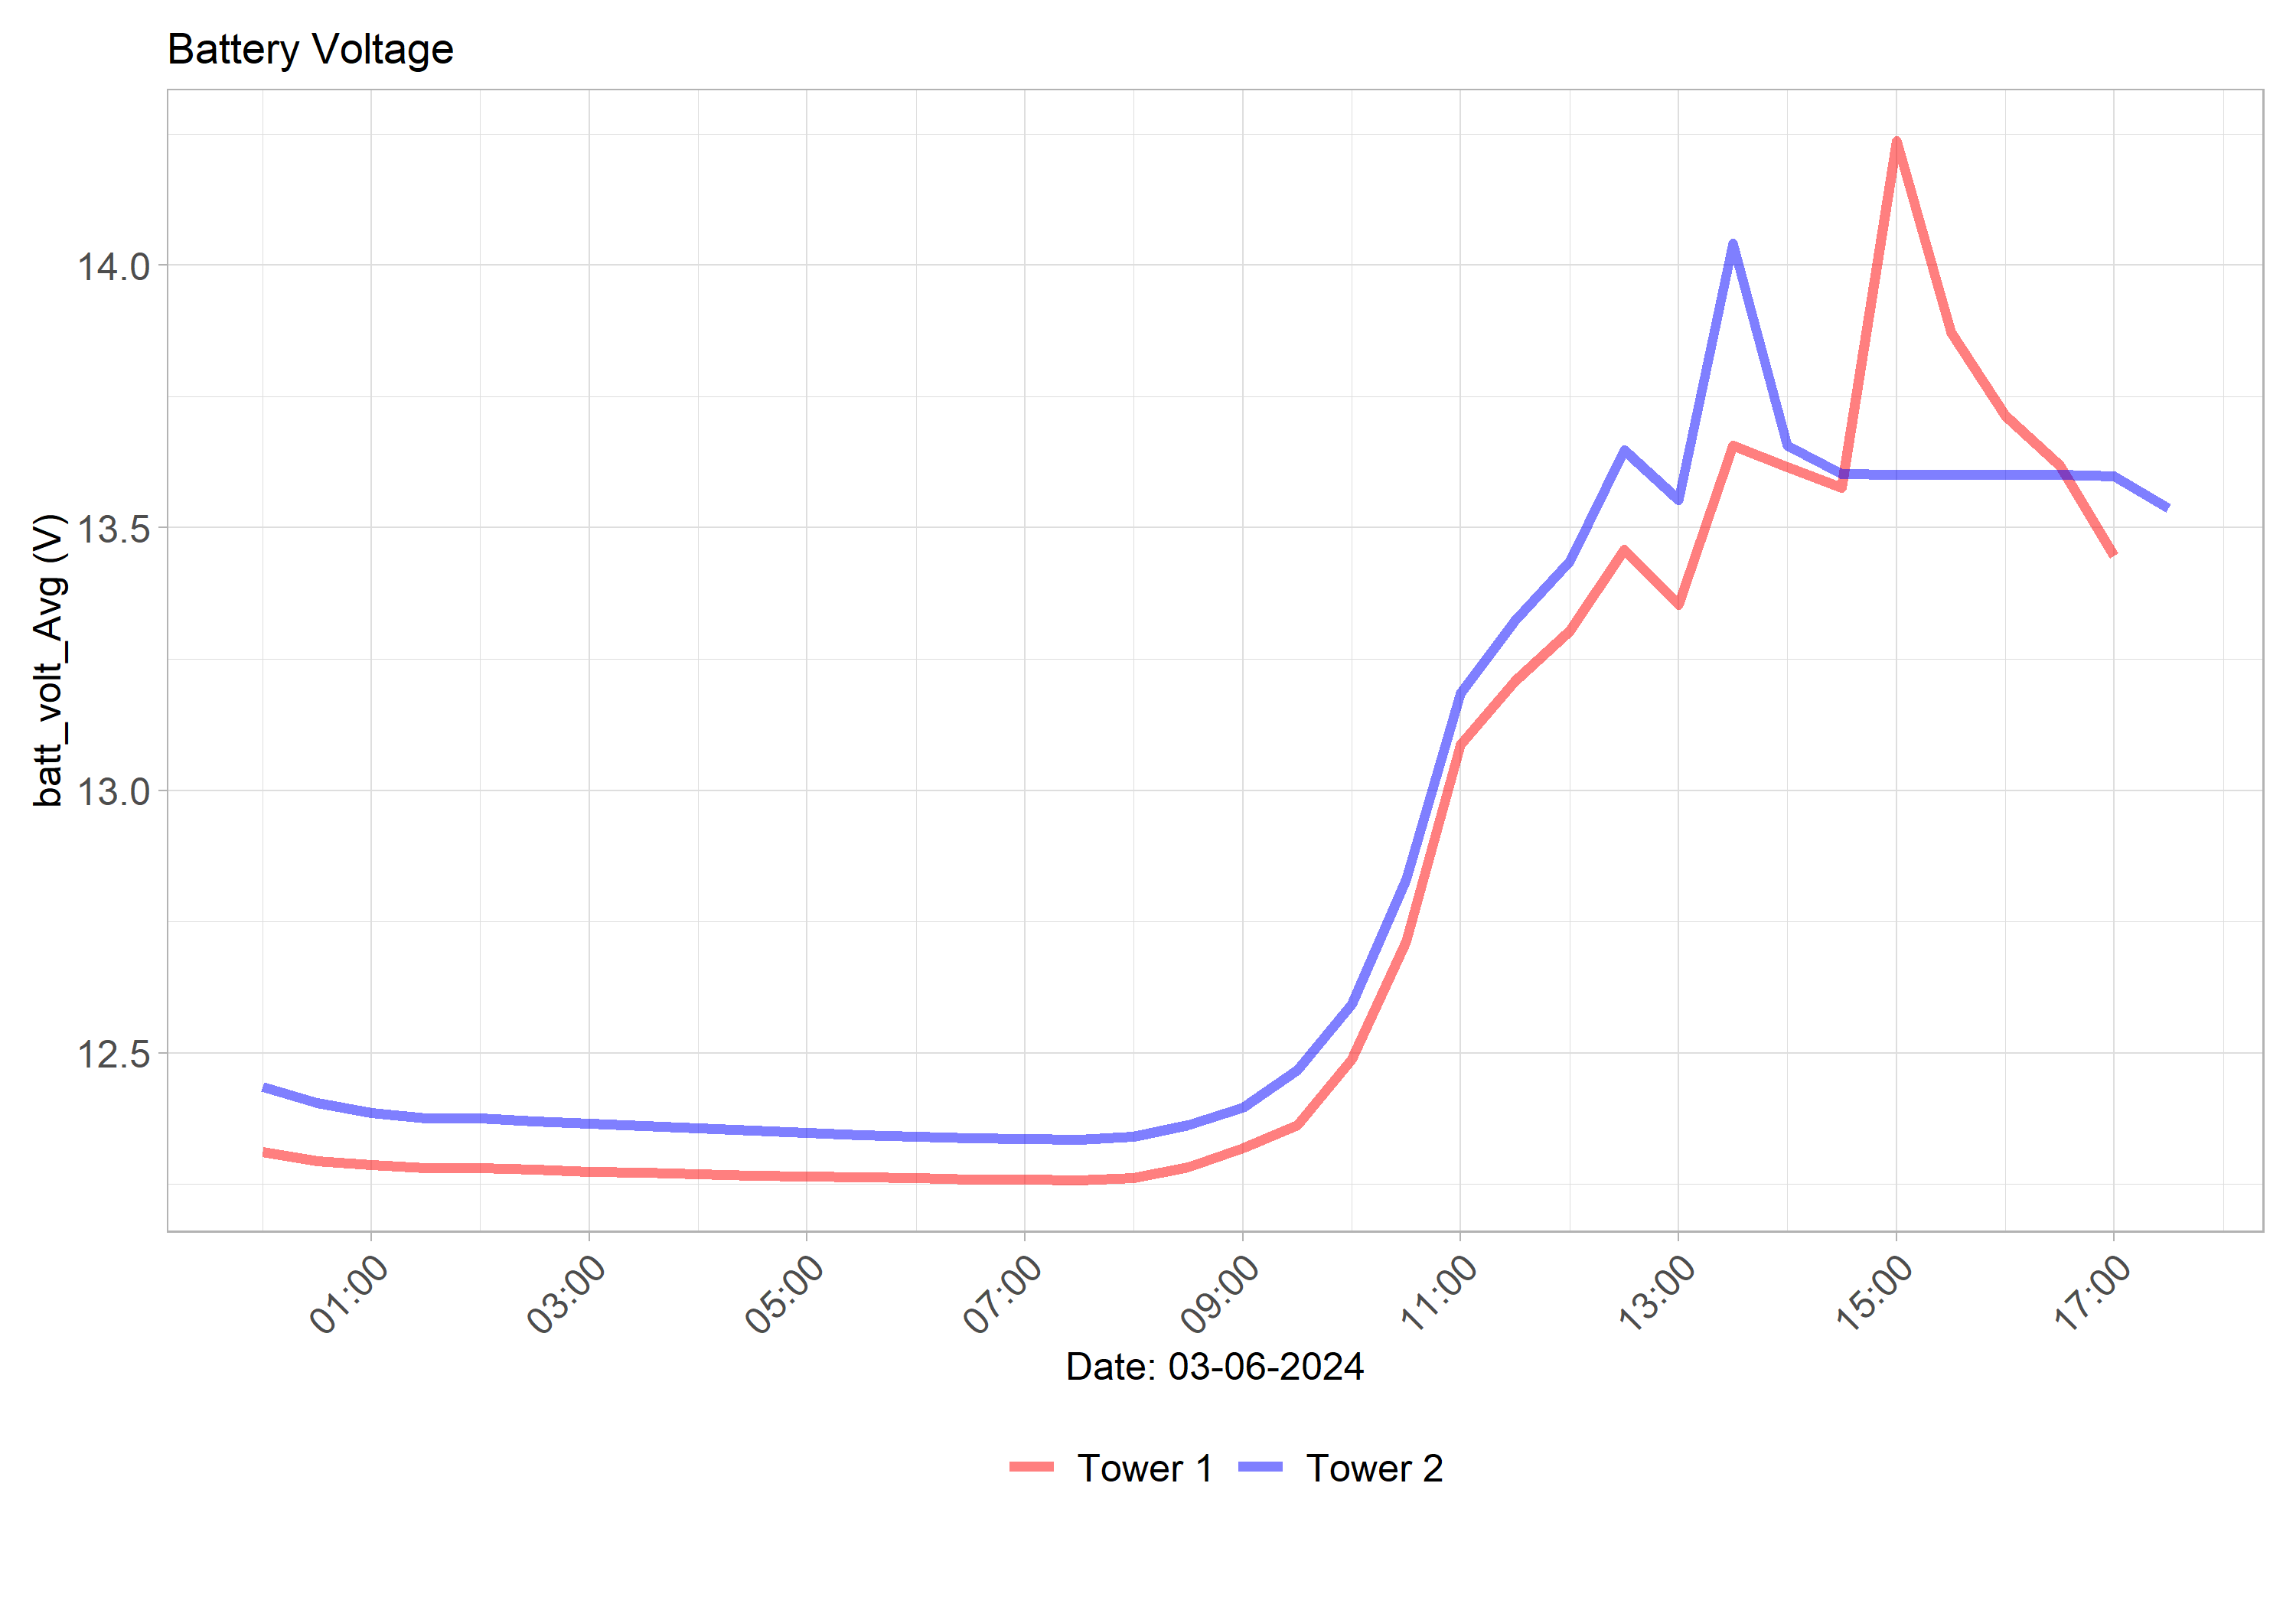 Battery Voltage
batt_volt_Avg (V)
14.0
13.5
13.0
12.5
01:00 03:00 05:00 07:00 09:00 11:00 13:00 15:00 17:00
Date: 03-06-2024
Tower 1 Tower 2